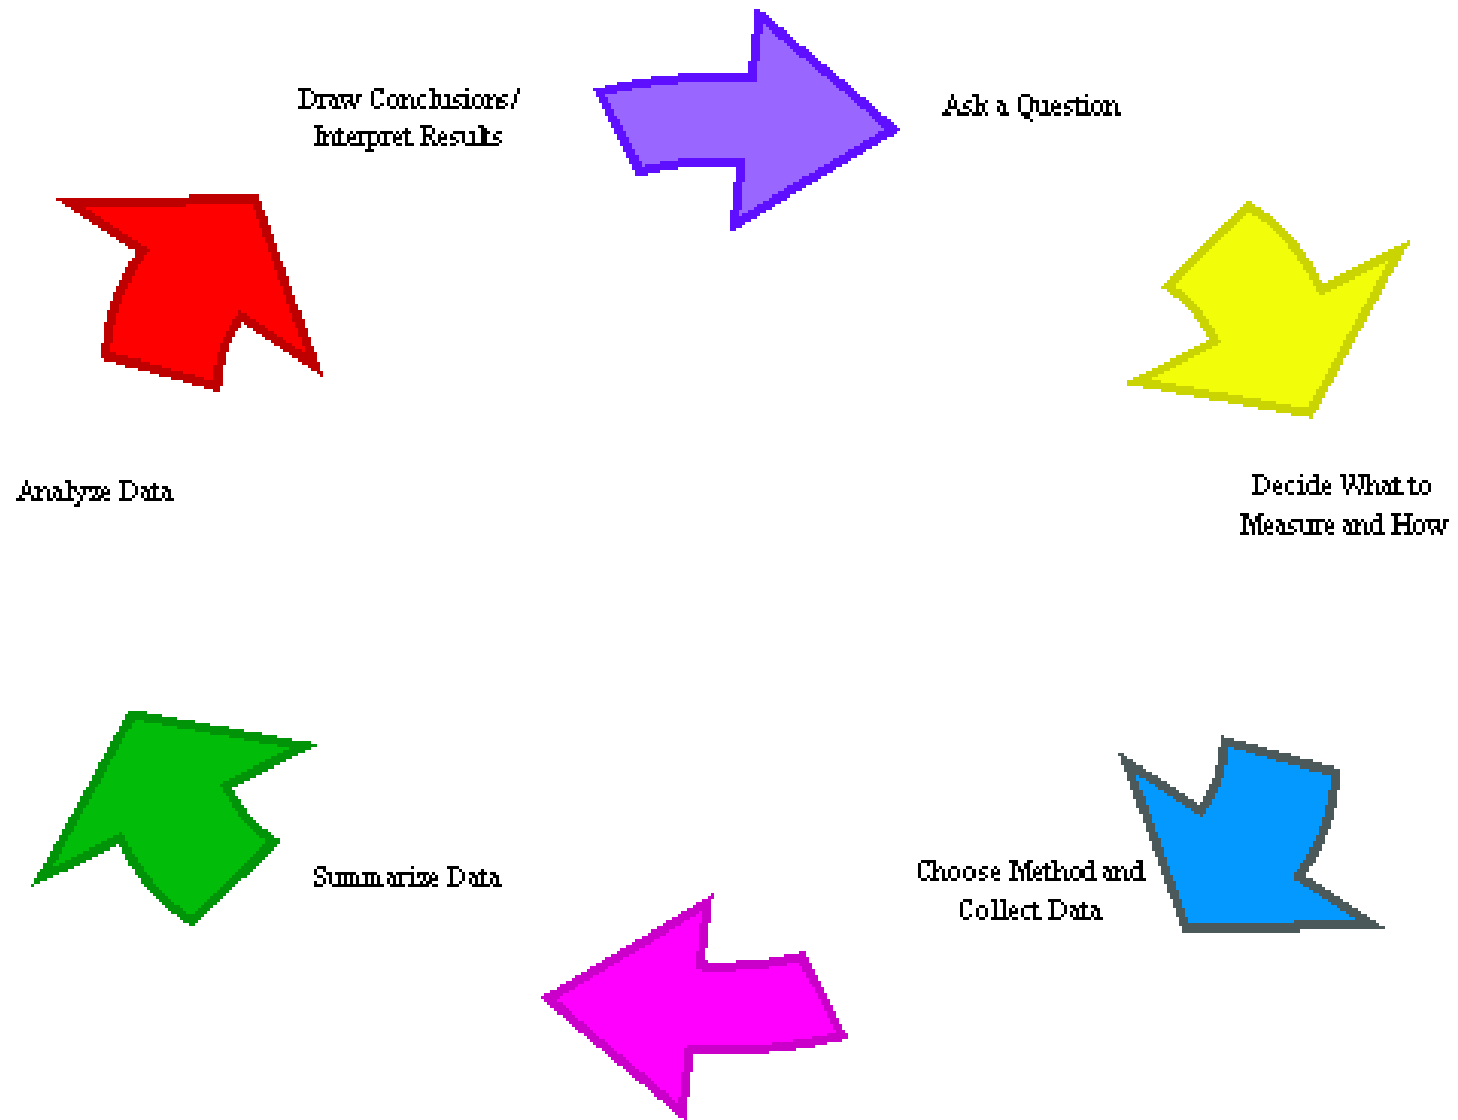 Draw Conclusions/
Interpret Results
Ask a Question
Decide What to
Measure and How
Choose Method and
Collect Data
Summarize Data
Analyze Data